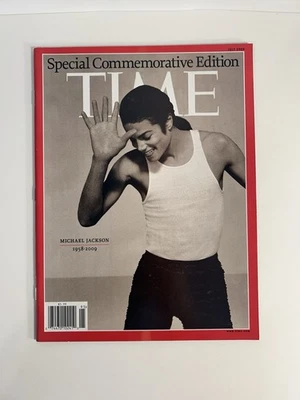 Special Commemorative Edition
TIME
MICHAEL JACKSON
1958-2009